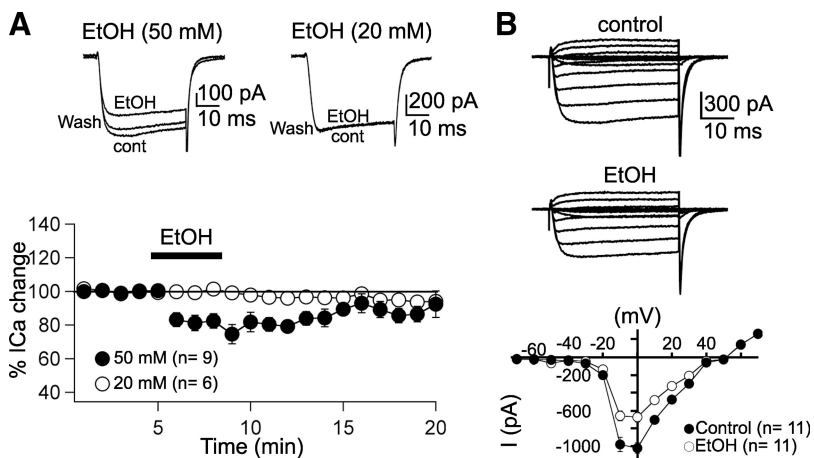 A
EtOH (50 mM)
EtOH
100 pA
10 ms
Wash
cont
EtOH (20 mM)
EtOH
200 pA
10 ms
Wash
cont
% ICa change
140
120
100
80
60
40
EtOH
50 mM (n= 9)
20 mM (n= 6)
5
10
15
20
Time (min)
B
control
300 pA
10 ms
EtOH
(mV)
-60
-40
-20
20
40
-200
-600
-1000
I (pA)
Control (n= 11)
EtOH (n= 11)